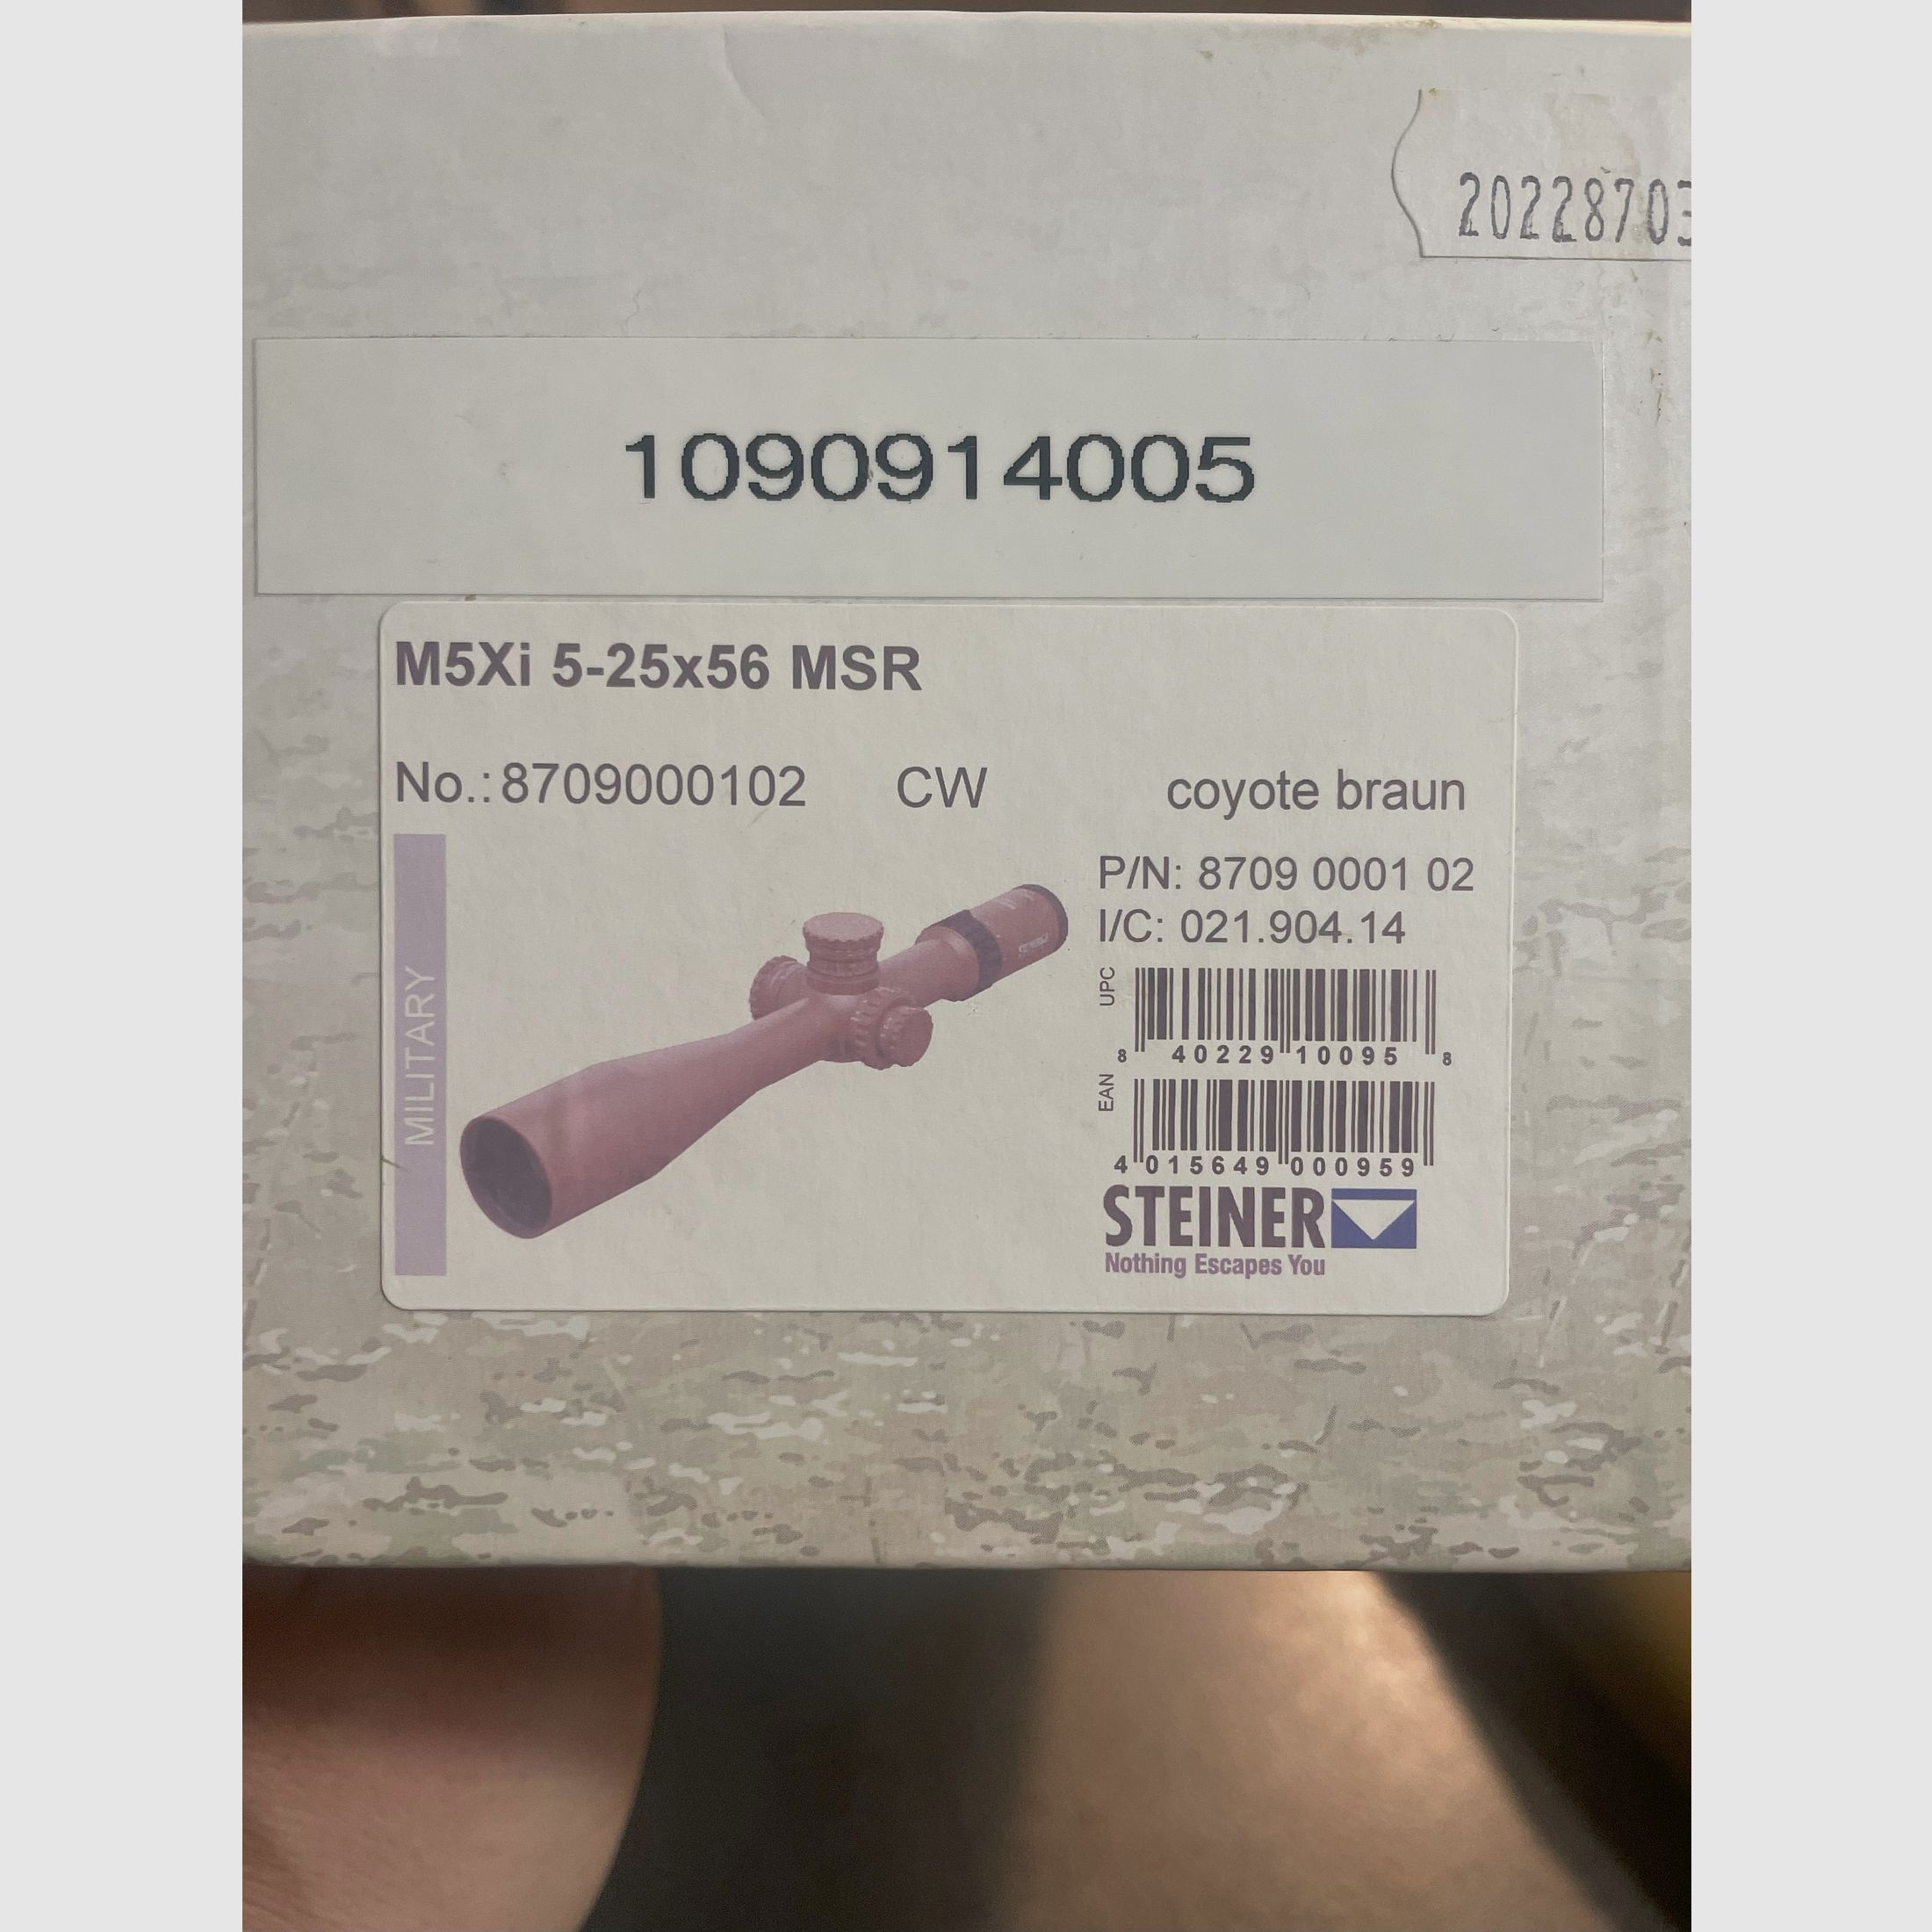 20228703
1090914005
M5Xi 5-25x56 MSR
No.: 8709000102 CW coyote braun
MILITARY
P/N: 8709 0001 02
I/C: 021.904.14
UPC
8 40229 10095 8
EAN
4 015649 000959
STEINER
Nothing Escapes You